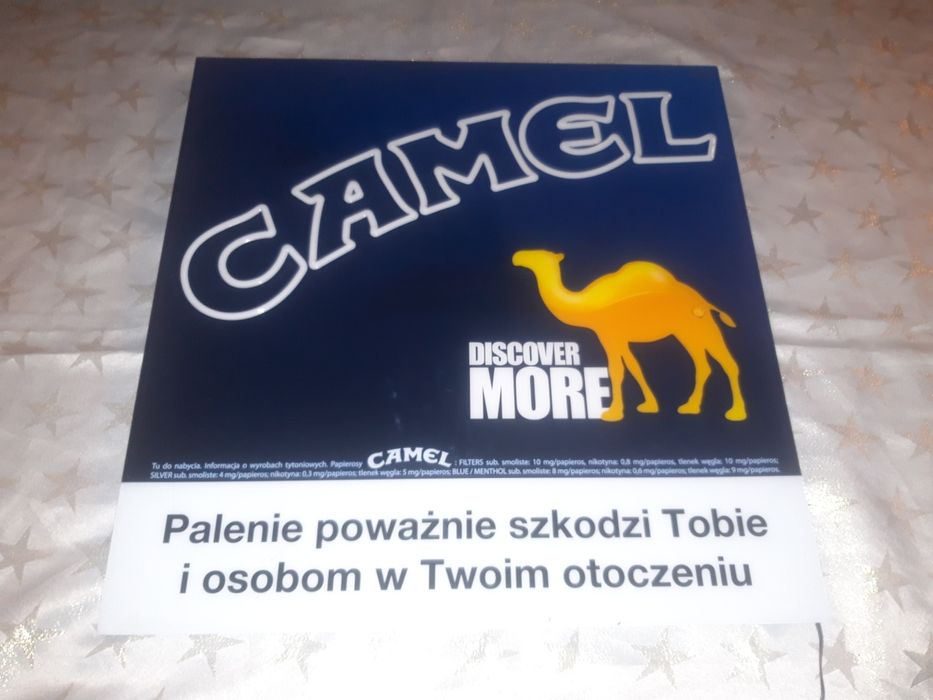 CAMEL
DISCOVER
MORE
Tu do nabycia. Informacja o wyrobach tytoniowych. Papierosy CAMEL : FILTERS sub. smoliste: 10 mg/papieros, nikotyna: 0,8 mg/papieros, tlenek węgla: 10 mg/papieros;
SILVER sub. smoliste: 4 mg/papieros; nikotyna: 0,3 mg/papieros; tlenek węgla: 5 mg/papieros; BLUE / MENTHOL sub. smoliste: 8 mg/papieros; nikotyna: 0,6 mg/papieros; tlenek węgla: 9 mg/papieros.
Palenie poważnie szkodzi Tobie
i osobom w Twoim otoczeniu